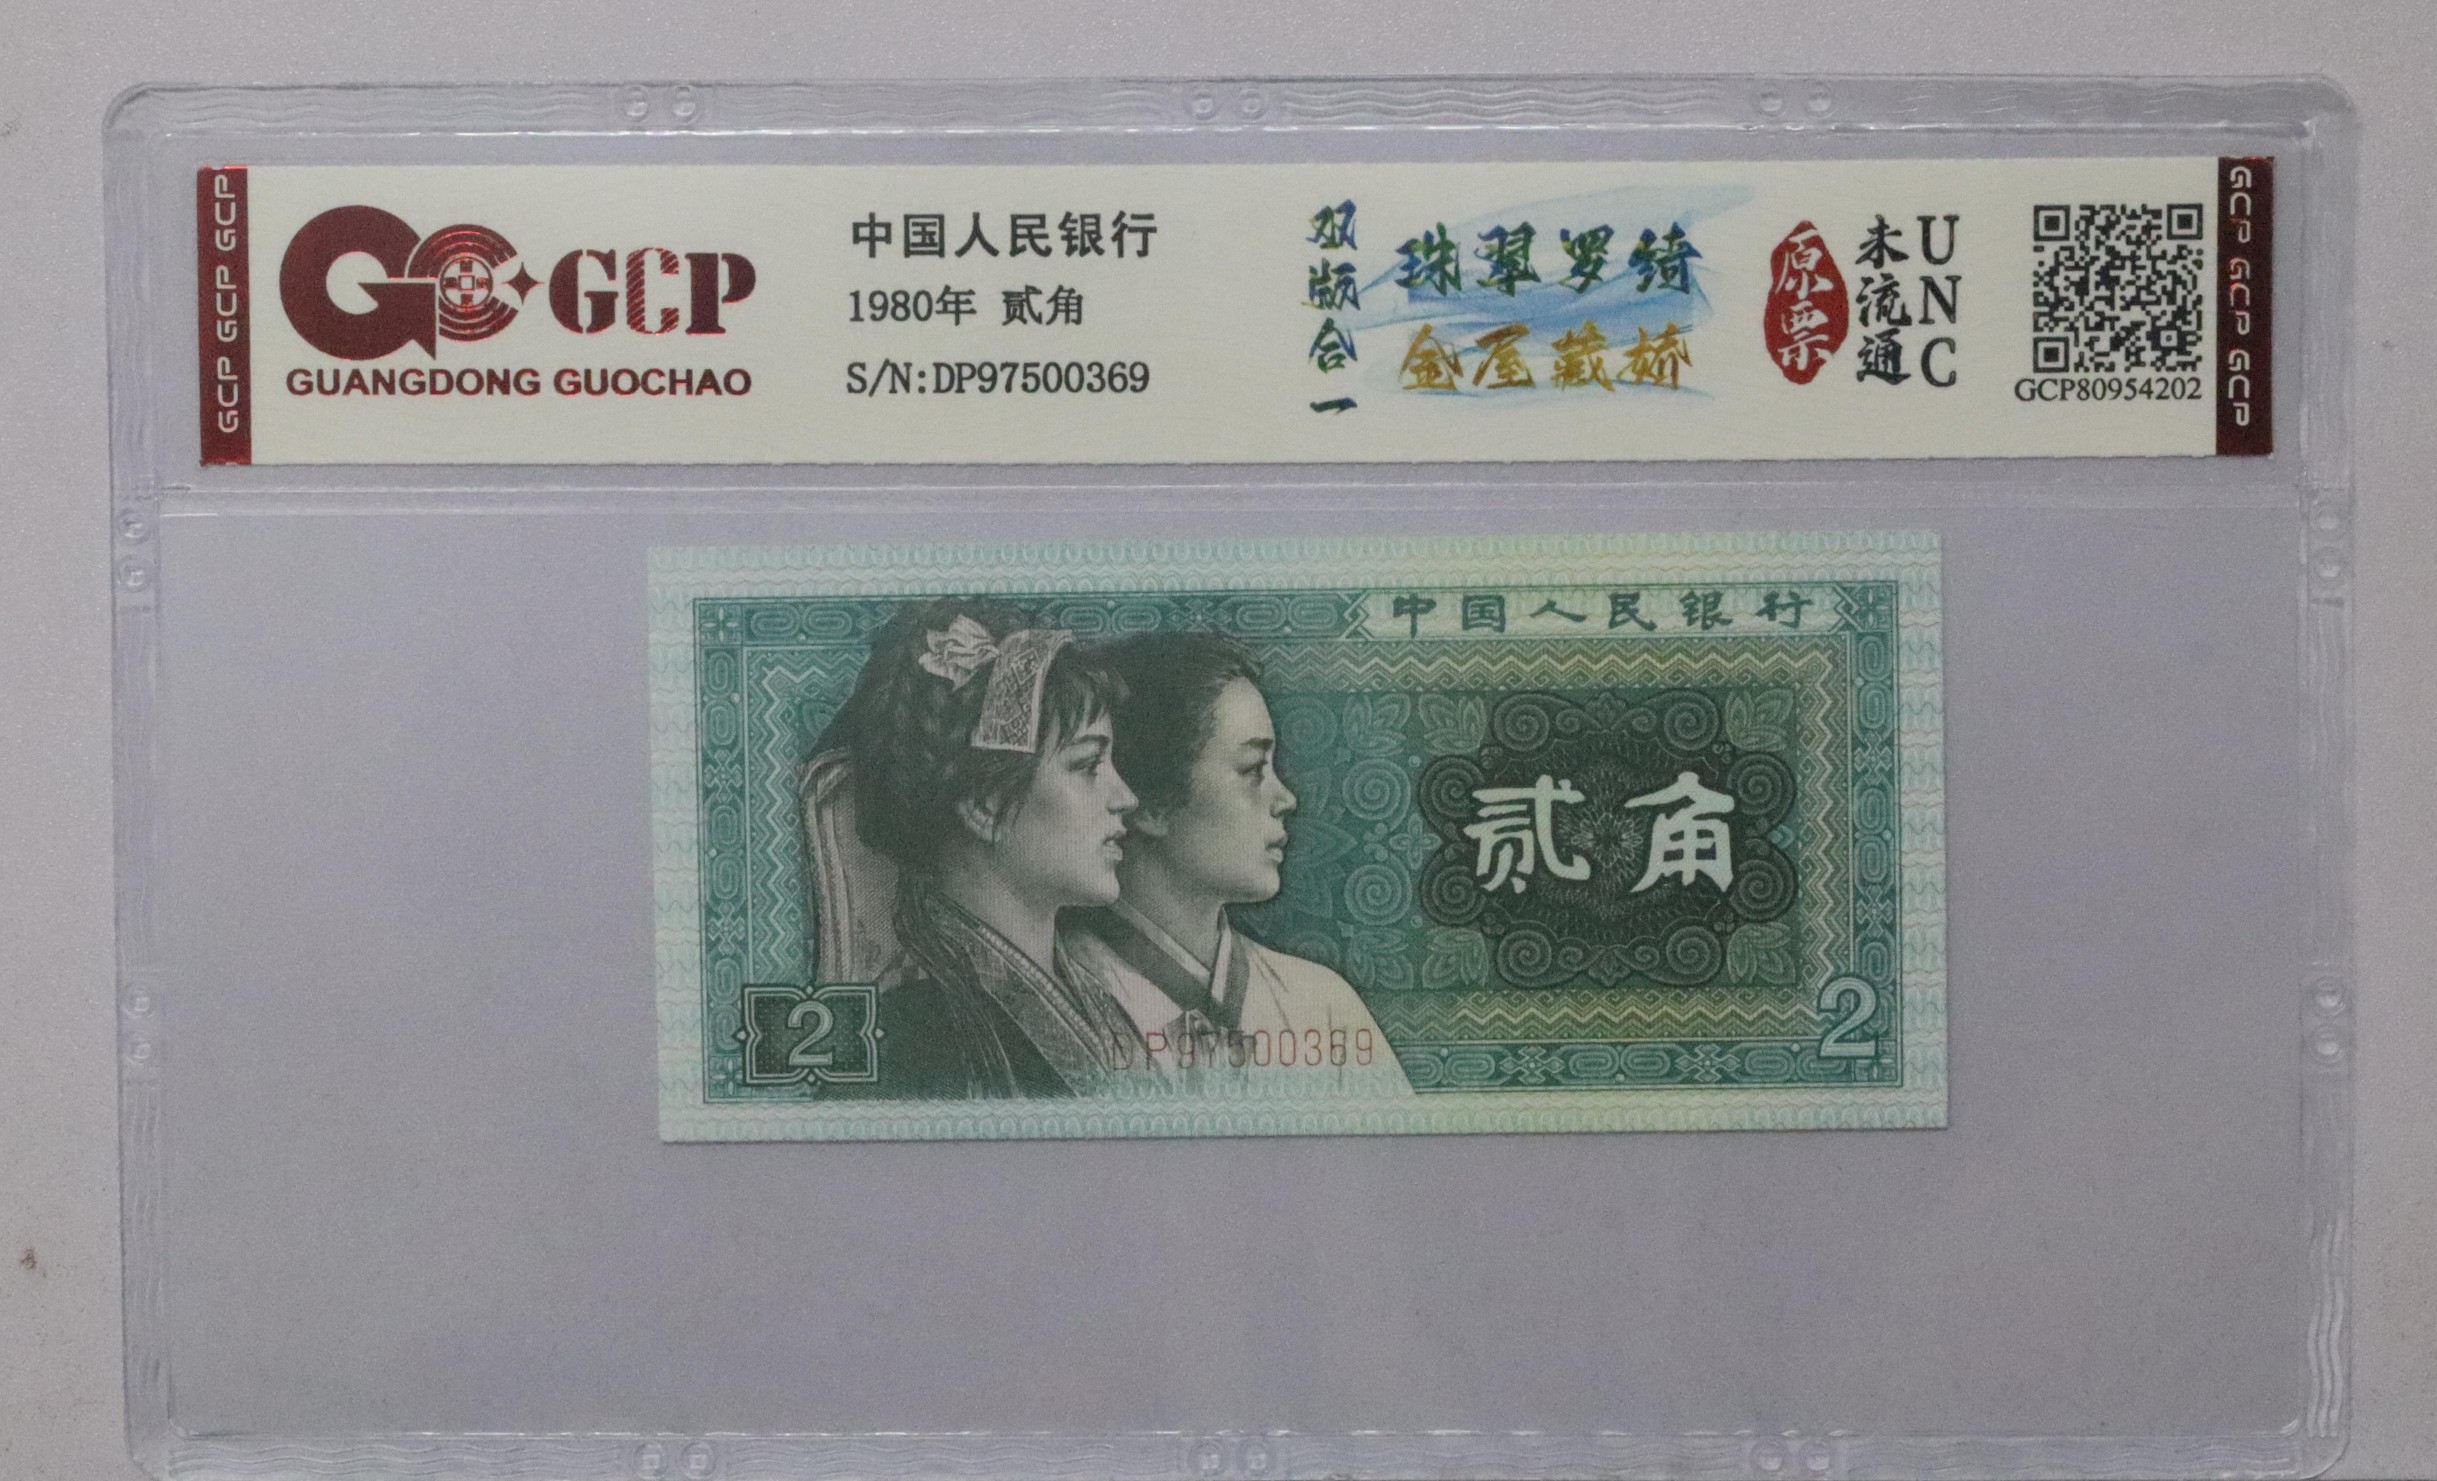 GCP GCP GCP
GCP
GUANGDONG GUOCHAO
中国人民银行
1980年 贰角
S/N:DP97500369
双版合一
珠翠罗绮
金屋藏娇
原票
未流通
UNC
GCP80954202
GCP GCP GCP
中国人民银行
贰角
2
DP97500369
2